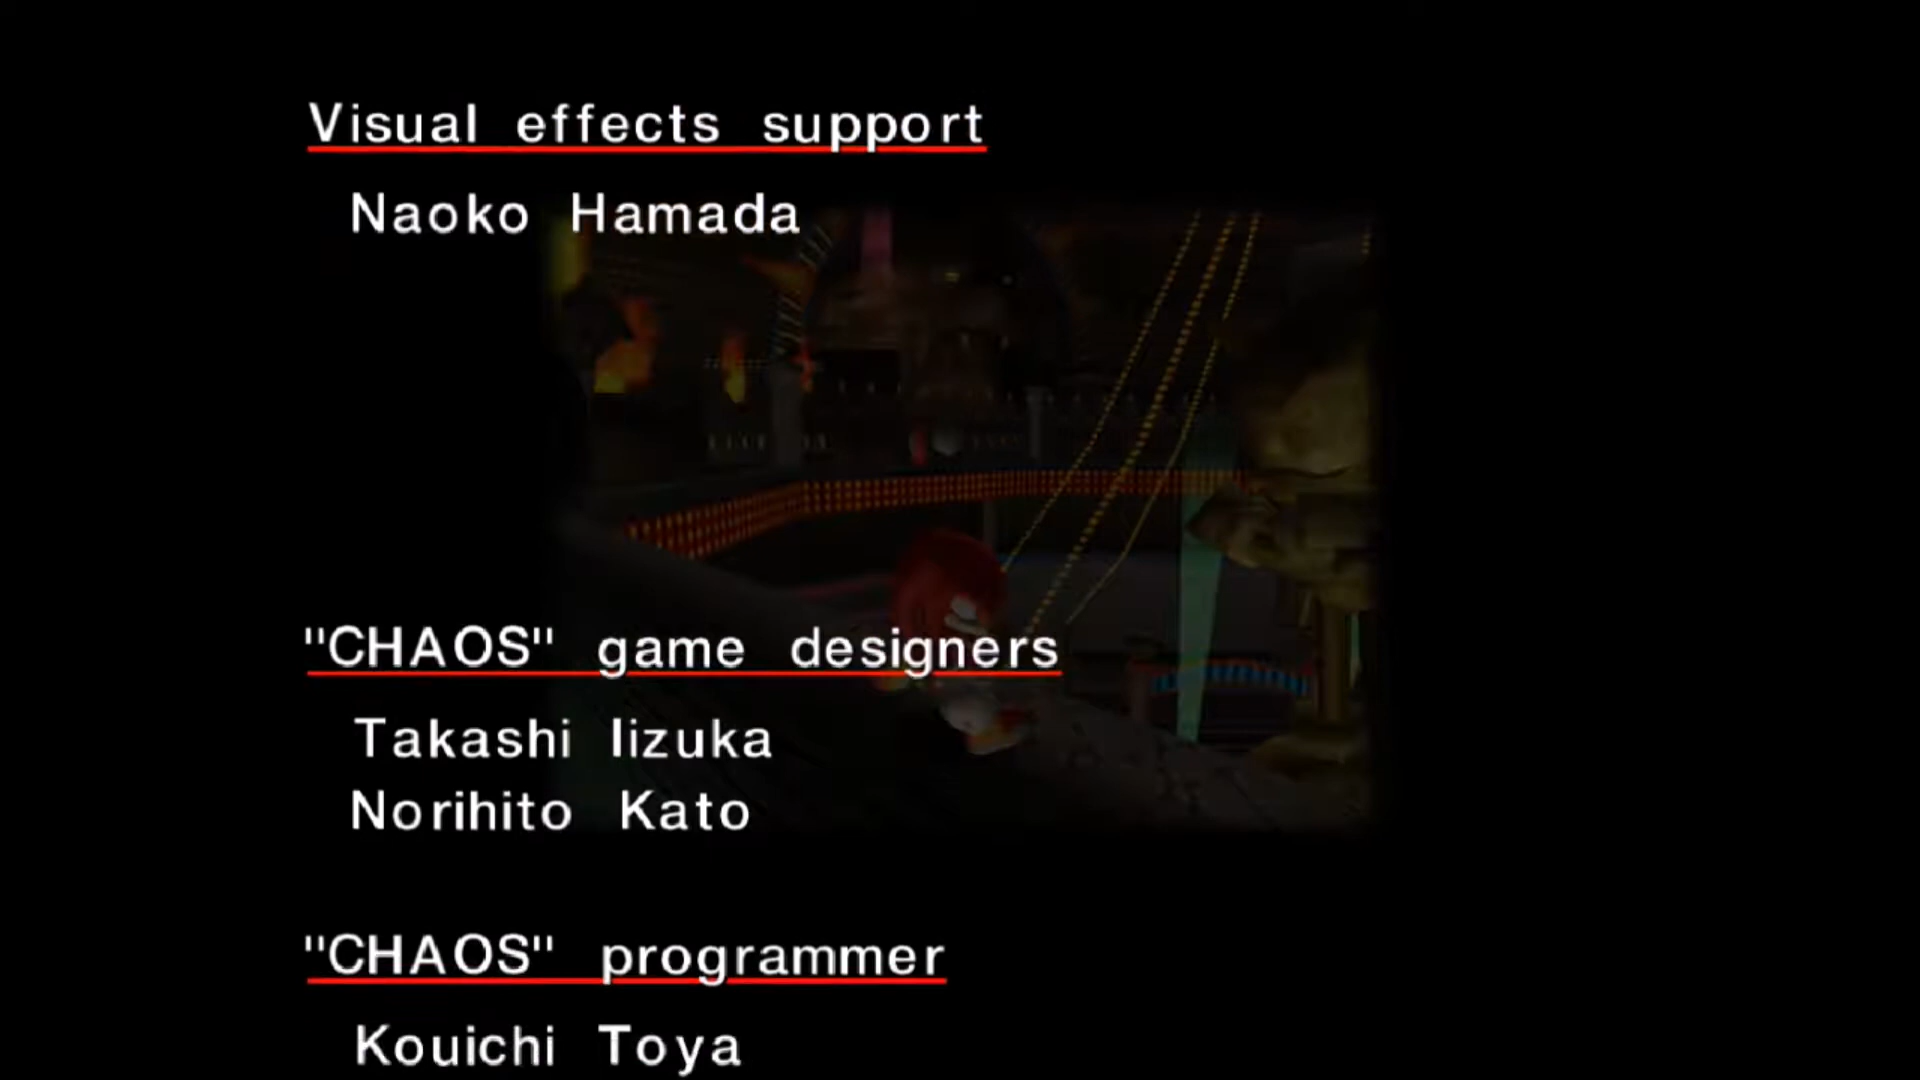 Visual effects support
Naoko Hamada
"CHAOS" game designers
Takashi Iizuka
Norihito Kato
"CHAOS" programmer
Kouichi Toya